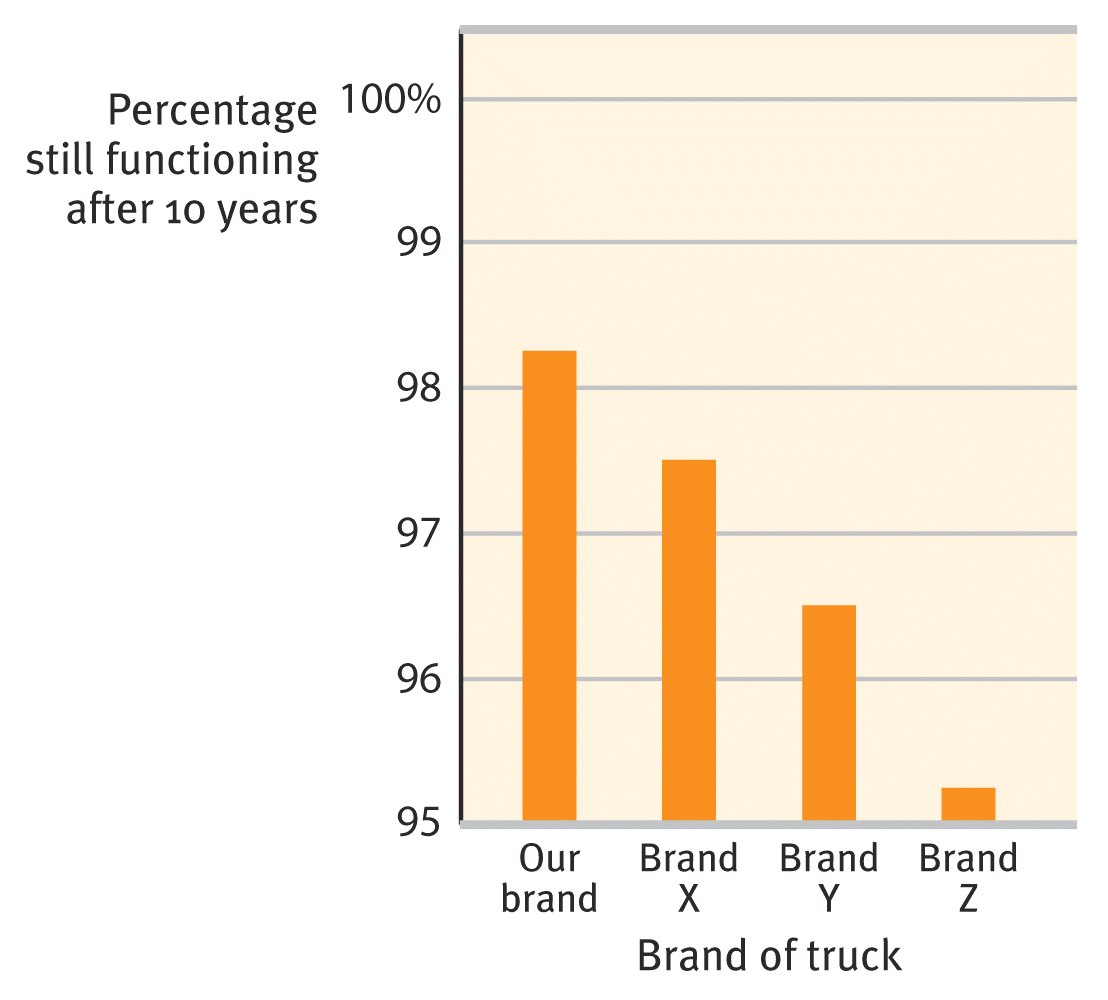 Percentage
still functioning
after 10 years
100%
99
98
97
96
95
Our
brand
Brand
X
Brand
Y
Brand
Z
Brand of truck